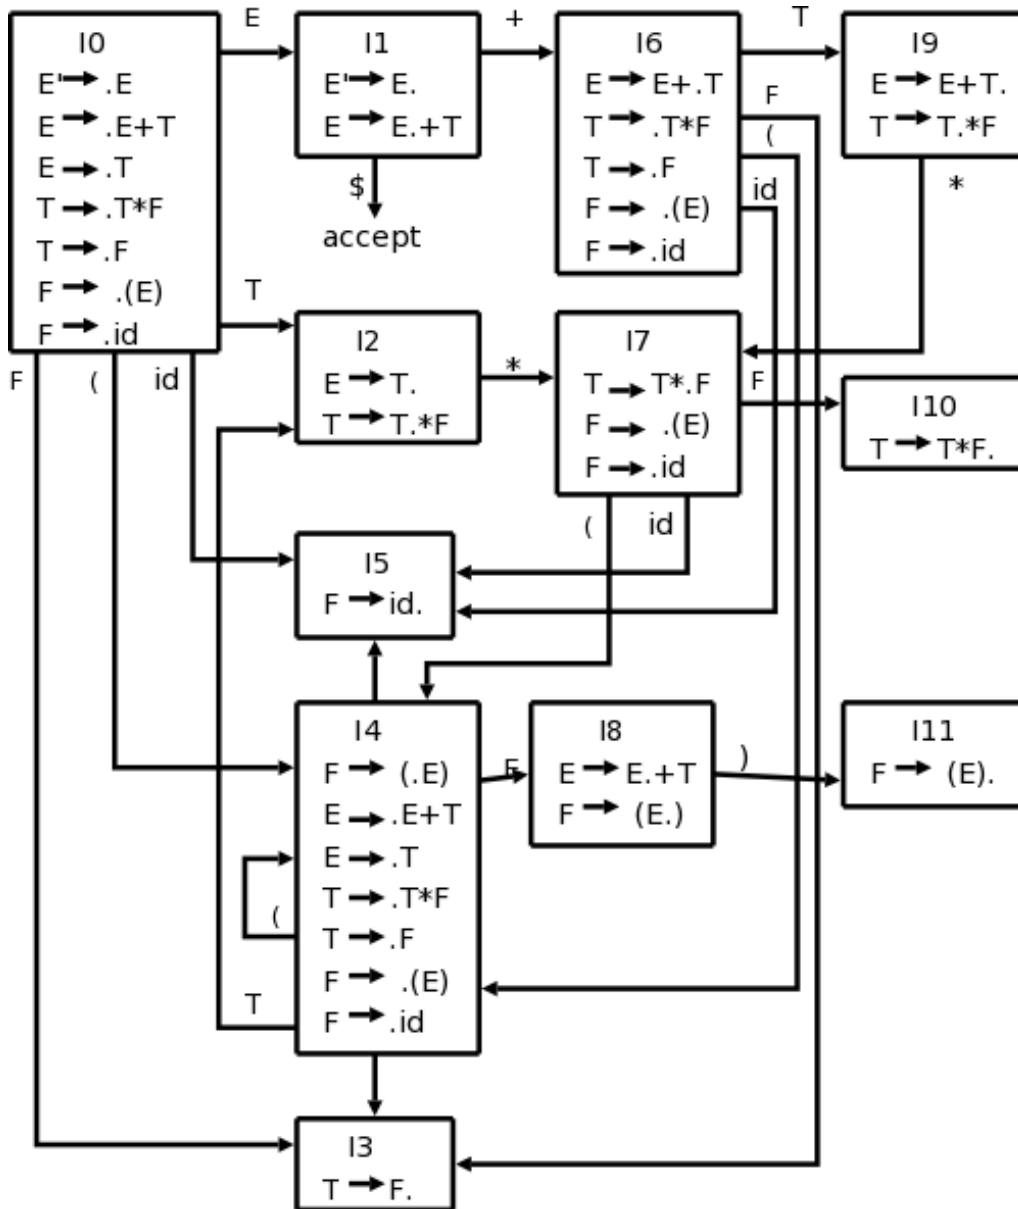 I0
E'→ .E
E → .E+T
E → .T
T → .T*F
T → .F
F → .(E)
F → .id
E
I1
E'→ E.
E → E.+T
+
$
accept
I6
E → E+.T
T → .T*F
T → .F
F → .(E)
F → .id
T
F
(
id
I9
E → E+T.
T → T.*F
*
T
I2
E → T.
T → T.*F
*
I7
T → T*.F
F → .(E)
F → .id
F
I10
T → T*F.
F
(
id
(
id
I5
F → id.
I4
F → (.E)
E → .E+T
E → .T
T → .T*F
T → .F
F → .(E)
F → .id
(
T
I8
E → E.+T
F → (E.)
)
I11
F → (E).
I3
T → F.